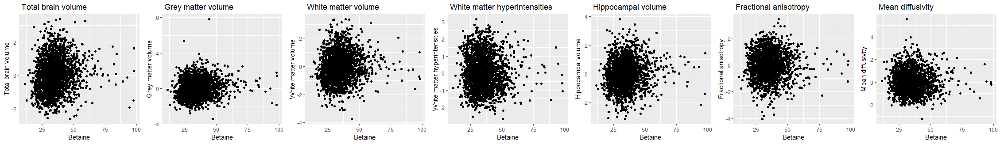 Total brain volume
Total brain volume
2
0
-2
25
50
75
100
Betaine
Grey matter volume
Grey matter volume
8
4
0
-4
25
50
75
100
Betaine
White matter volume
White matter volume
2
0
-2
-4
25
50
75
100
Betaine
White matter hyperintensities
White matter hyperintensities
3
2
1
0
-1
-2
25
50
75
100
Betaine
Hippocampal volume
Hippocampal volume
4
2
0
-2
25
50
75
100
Betaine
Fractional anisotropy
Fractional anisotropy
2
0
-2
-4
25
50
75
100
Betaine
Mean diffusivity
Mean diffusivity
4
2
0
-2
25
50
75
100
Betaine